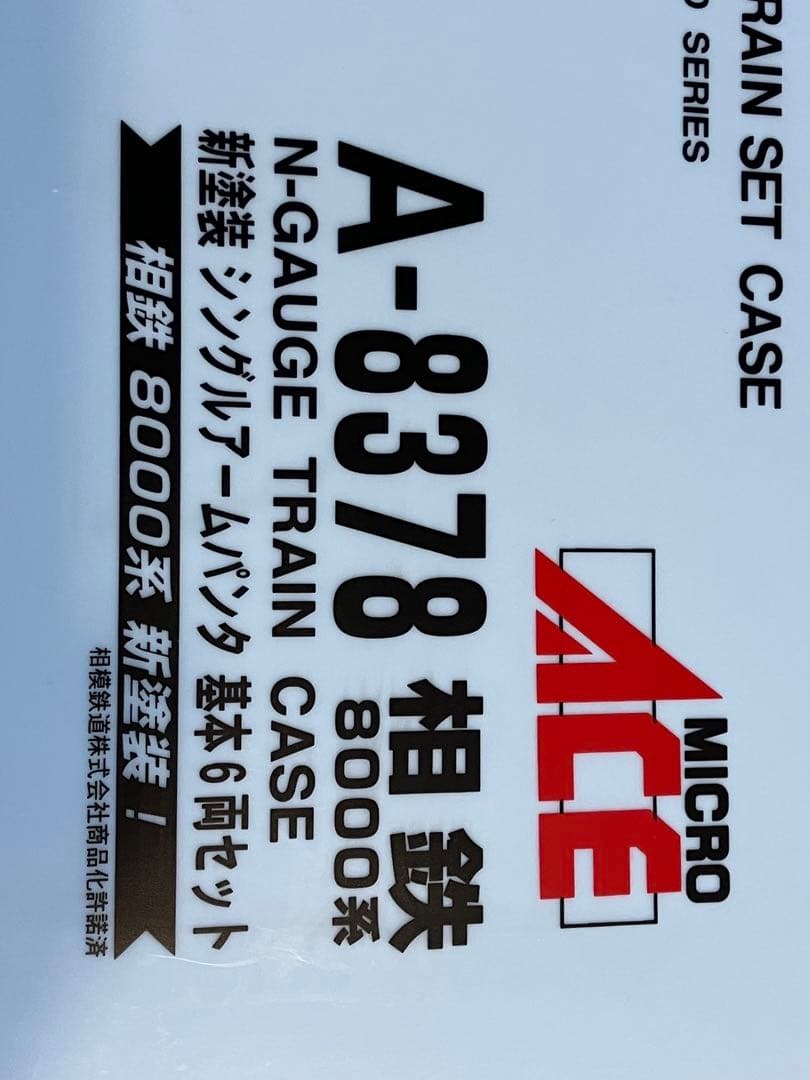 RAIN SET CASE
SERIES
MICRO
ACE
A-8378 相鉄
8000系
N-GAUGE TRAIN CASE
新塗装 シングルアームパンタ 基本6両セット
相鉄 8000系 新塗装!
相模鉄道株式会社商品化許諾済